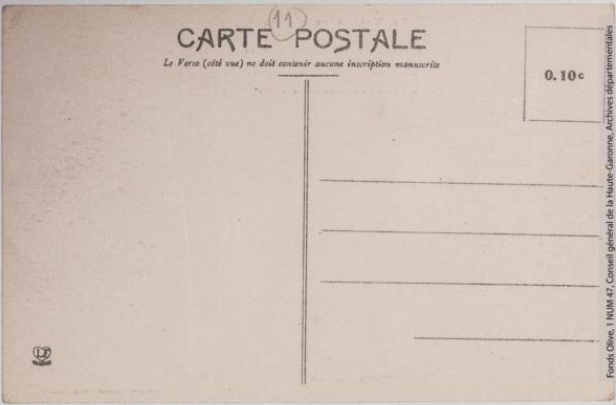 11
CARTE POSTALE
Le Verso (côté vue) ne doit contenir aucune inscription manuscrite
0.10c
Fonds Olive, 1 NUM 47, Conseil général de la Haute-Garonne, Archives départementales